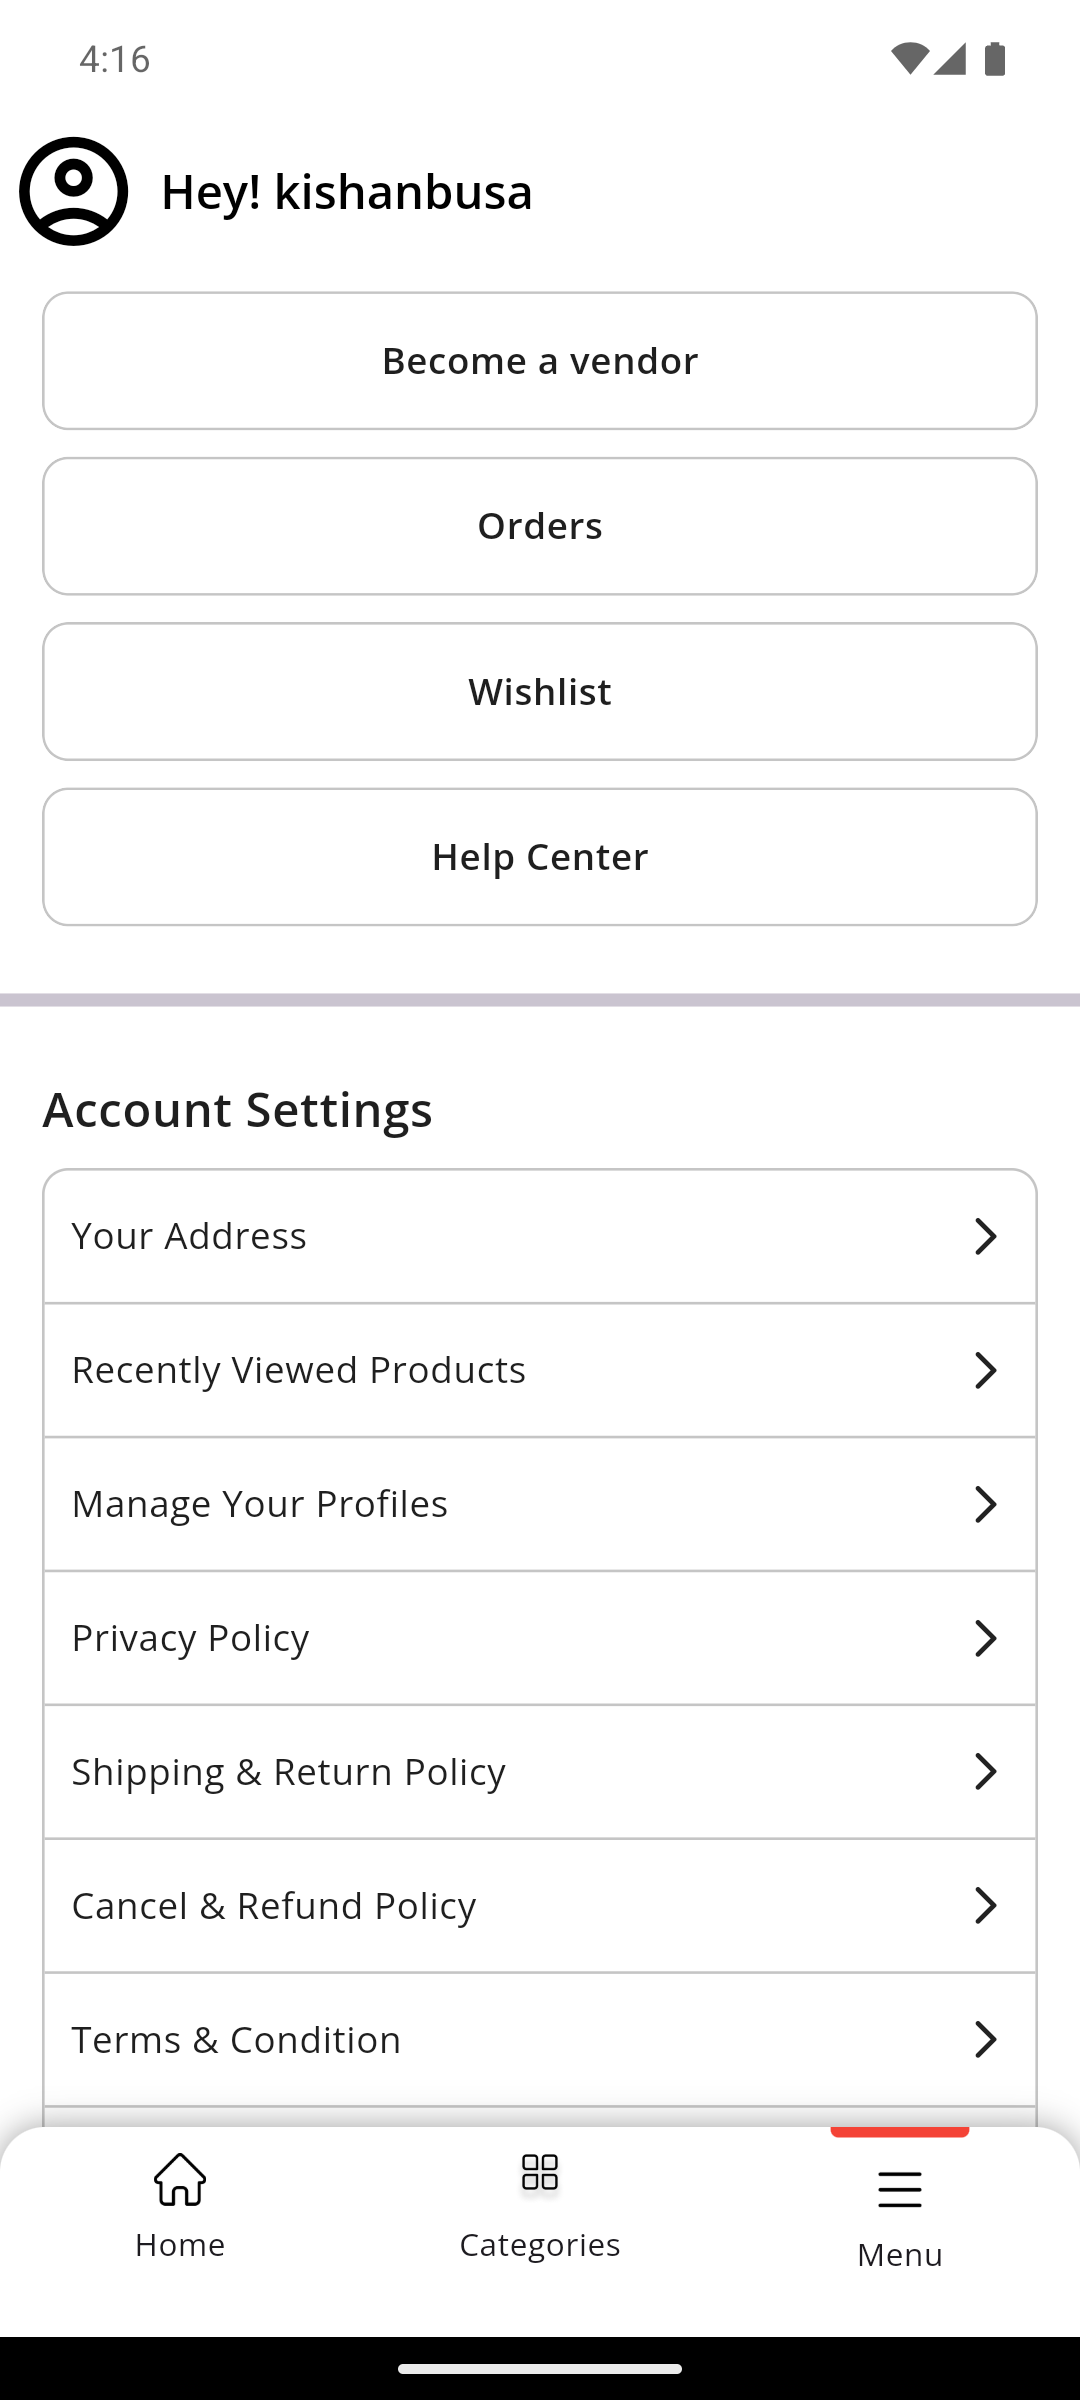 4:16
Hey! kishanbusa
Become a vendor
Orders
Wishlist
Help Center
Account Settings
Your Address
Recently Viewed Products
Manage Your Profiles
Privacy Policy
Shipping & Return Policy
Cancel & Refund Policy
Terms & Condition
Home
Categories
Menu